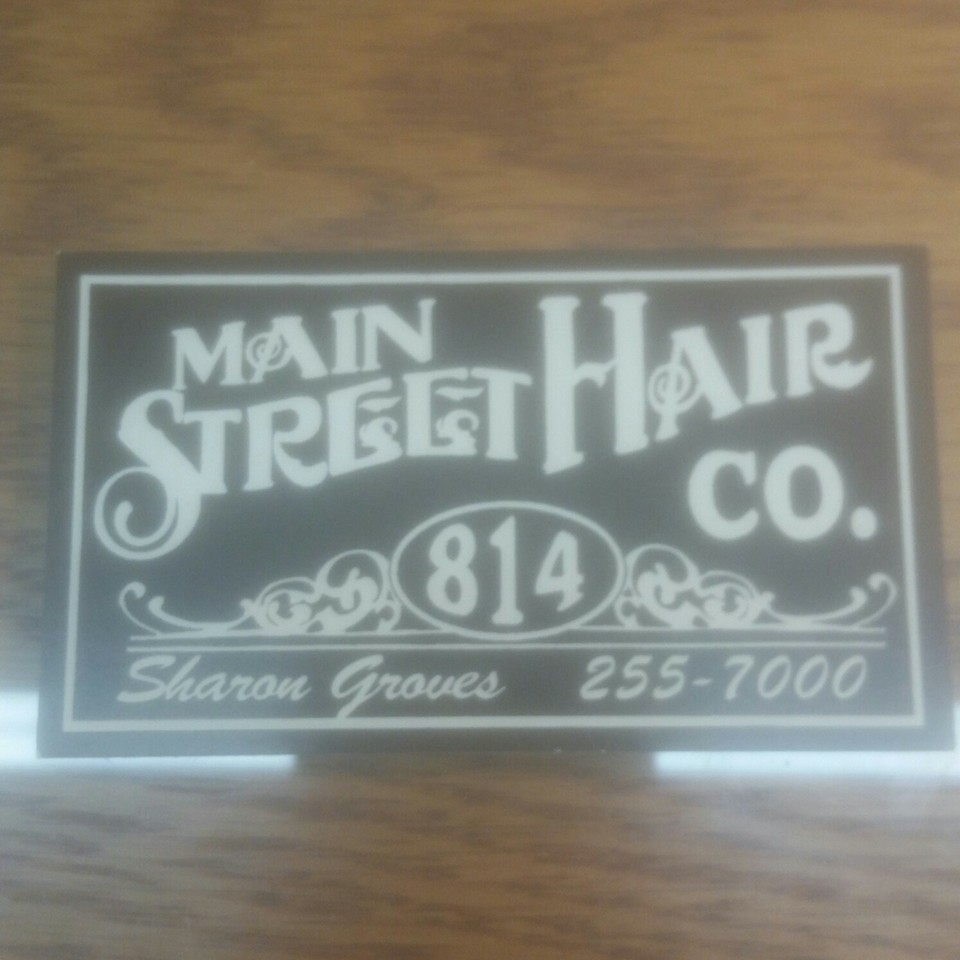 MAIN
STREET HAIR
CO.
814
Sharon Groves 255-7000